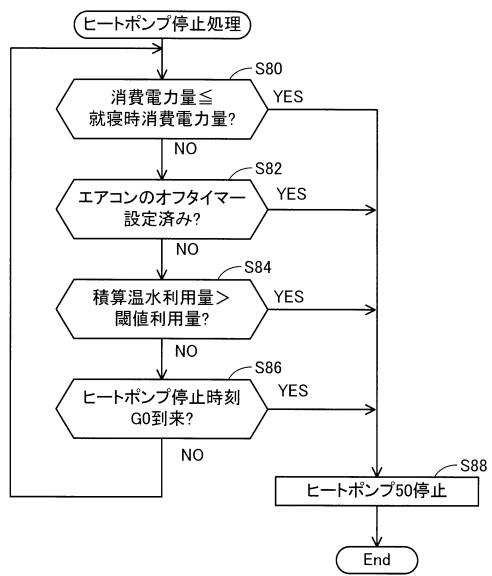 ヒートポンプ停止処理
S80
消費電力量≦
就寝時消費電力量?
YES
NO
S82
エアコンのオフタイマー
設定済み?
YES
NO
S84
積算温水利用量>
閾値利用量?
YES
NO
S86
ヒートポンプ停止時刻
G0到来?
YES
NO
S88
ヒートポンプ50停止
End